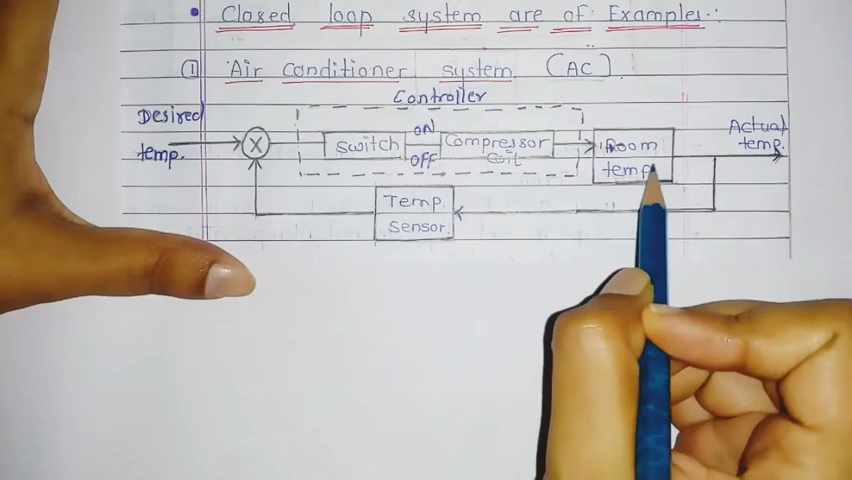 • Closed loop system are of Examples:
① Air conditioner system (AC).
Controller
Desired temp.
X
Switch
ON
OFF
Compressor
coil
Room
temp
Actual
temp.
Temp.
Sensor